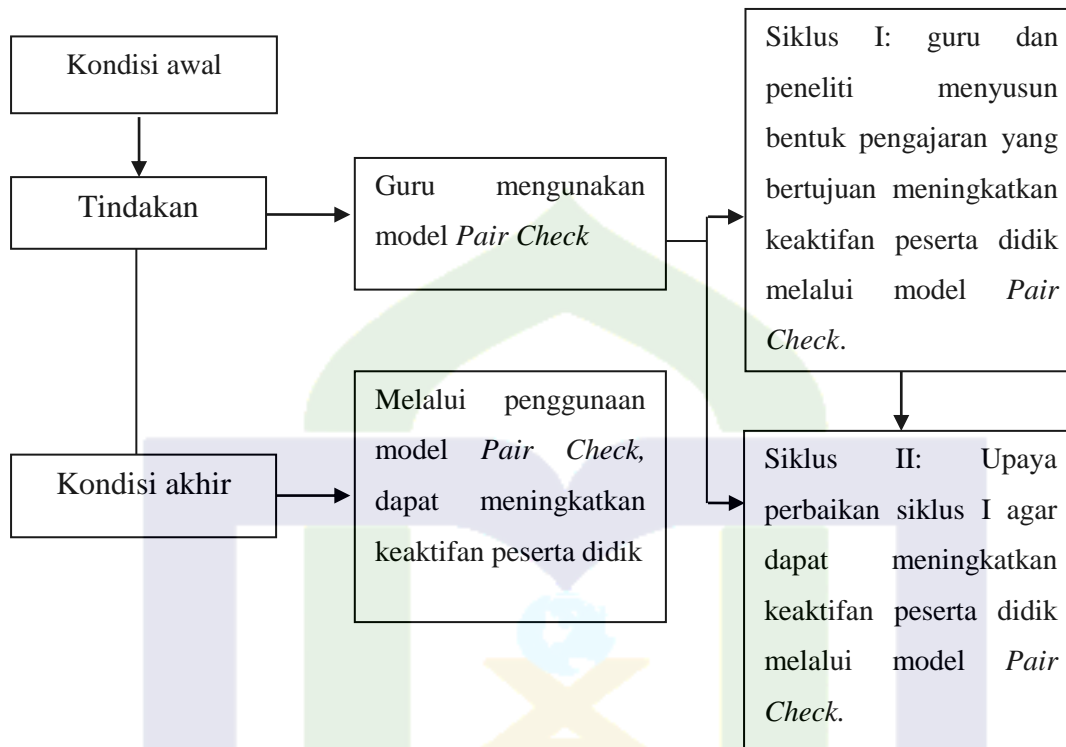 Kondisi awal
Tindakan
Kondisi akhir
Guru mengunakan
model Pair Check
Melalui penggunaan
model Pair Check,
dapat meningkatkan
keaktifan peserta didik
Siklus I: guru dan
peneliti menyusun
bentuk pengajaran yang
bertujuan meningkatkan
keaktifan peserta didik
melalui model Pair
Check.
Siklus II: Upaya
perbaikan siklus I agar
dapat meningkatkan
keaktifan peserta didik
melalui model Pair
Check.